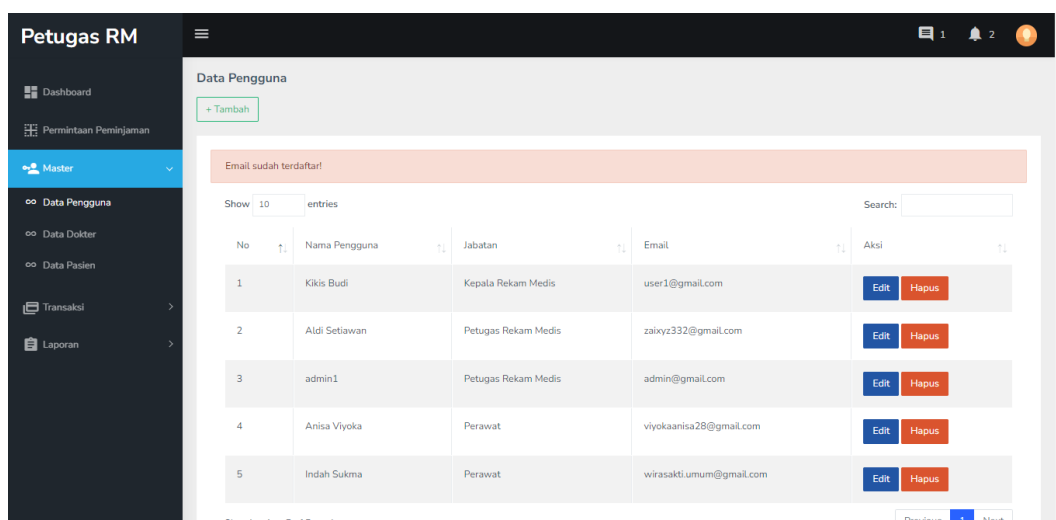 Petugas RM
1
2
Dashboard
Permintaan Peminjaman
Master
Data Pengguna
Data Dokter
Data Pasien
Transaksi
Laporan
Data Pengguna
+ Tambah
Email sudah terdaftar!
Show 10 entries
Search:
No Nama Pengguna Jabatan Email Aksi
1 Kikis Budi Kepala Rekam Medis user1@gmail.com Edit Hapus
2 Aldi Setiawan Petugas Rekam Medis zaixyz332@gmail.com Edit Hapus
3 admin1 Petugas Rekam Medis admin@gmail.com Edit Hapus
4 Anisa Viyoka Perawat viyokaanisa28@gmail.com Edit Hapus
5 Indah Sukma Perawat wirasakti.umum@gmail.com Edit Hapus
Previous 1 Next